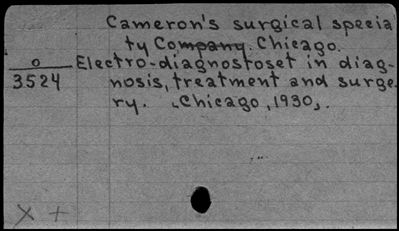 Cameron's surgical specia
ty Company. Chicago.
o
3524
Electro-diagnostoset in diag-
nosis, treatment and surge-
ry. [Chicago, 1930].
X +